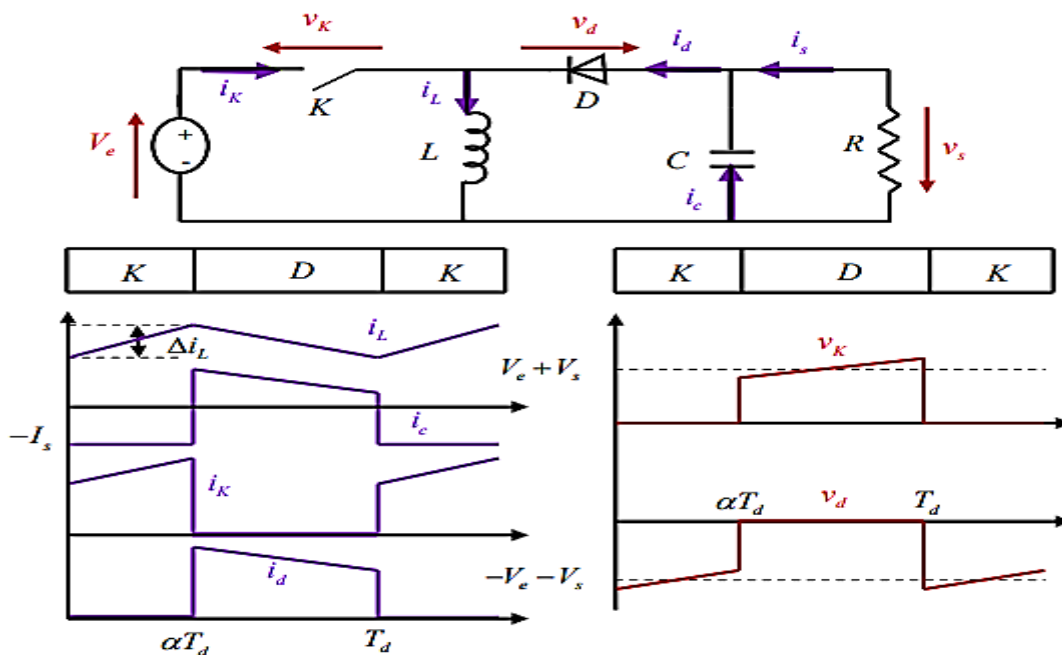 v_K
v_d
i_d
i_s
i_K
K
i_L
D
V_e
+
-
L
C
R
v_s
i_c
K D K
K D K
i_L
Δi_L
V_e + V_s
v_K
i_c
-I_s
i_K
αT_d
v_d
T_d
i_d
-V_e - V_s
αT_d
T_d